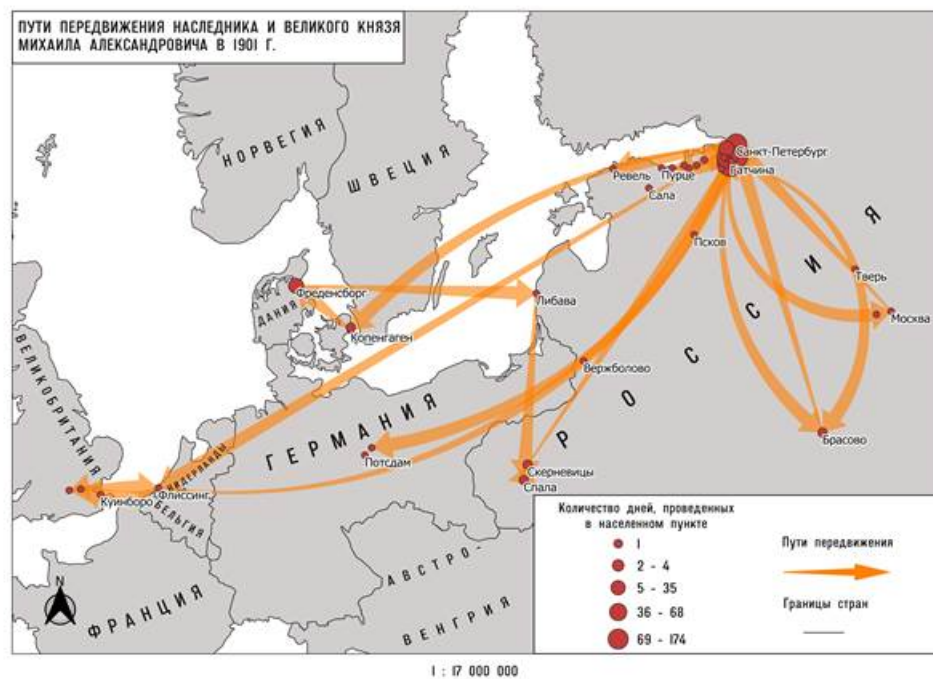 ПУТИ ПЕРЕДВИЖЕНИЯ НАСЛЕДНИКА И ВЕЛИКОГО КНЯЗЯ
МИХАИЛА АЛЕКСАНДРОВИЧА В 1901 Г.
НОРВЕГИЯ
ШВЕЦИЯ
Санкт-Петербург
Гатчина
Ревель
Пурце
Сала
Псков
РОССИЯ
Тверь
Москва
Фреденсборг
ДАНИЯ
Копенгаген
Либава
Вержболово
Брасово
ВЕЛИКОБРИТАНИЯ
ГЕРМАНИЯ
Потсдам
НИДЕРЛАНДЫ
Флиссинг
Куинборо
БЕЛЬГИЯ
Скерневицы
Спала
ФРАНЦИЯ
АВСТРО-
ВЕНГРИЯ
N
Количество дней, проведенных
в населенном пункте
1
2 - 4
5 - 35
36 - 68
69 - 174
Пути передвижения
Границы стран
1 : 17 000 000